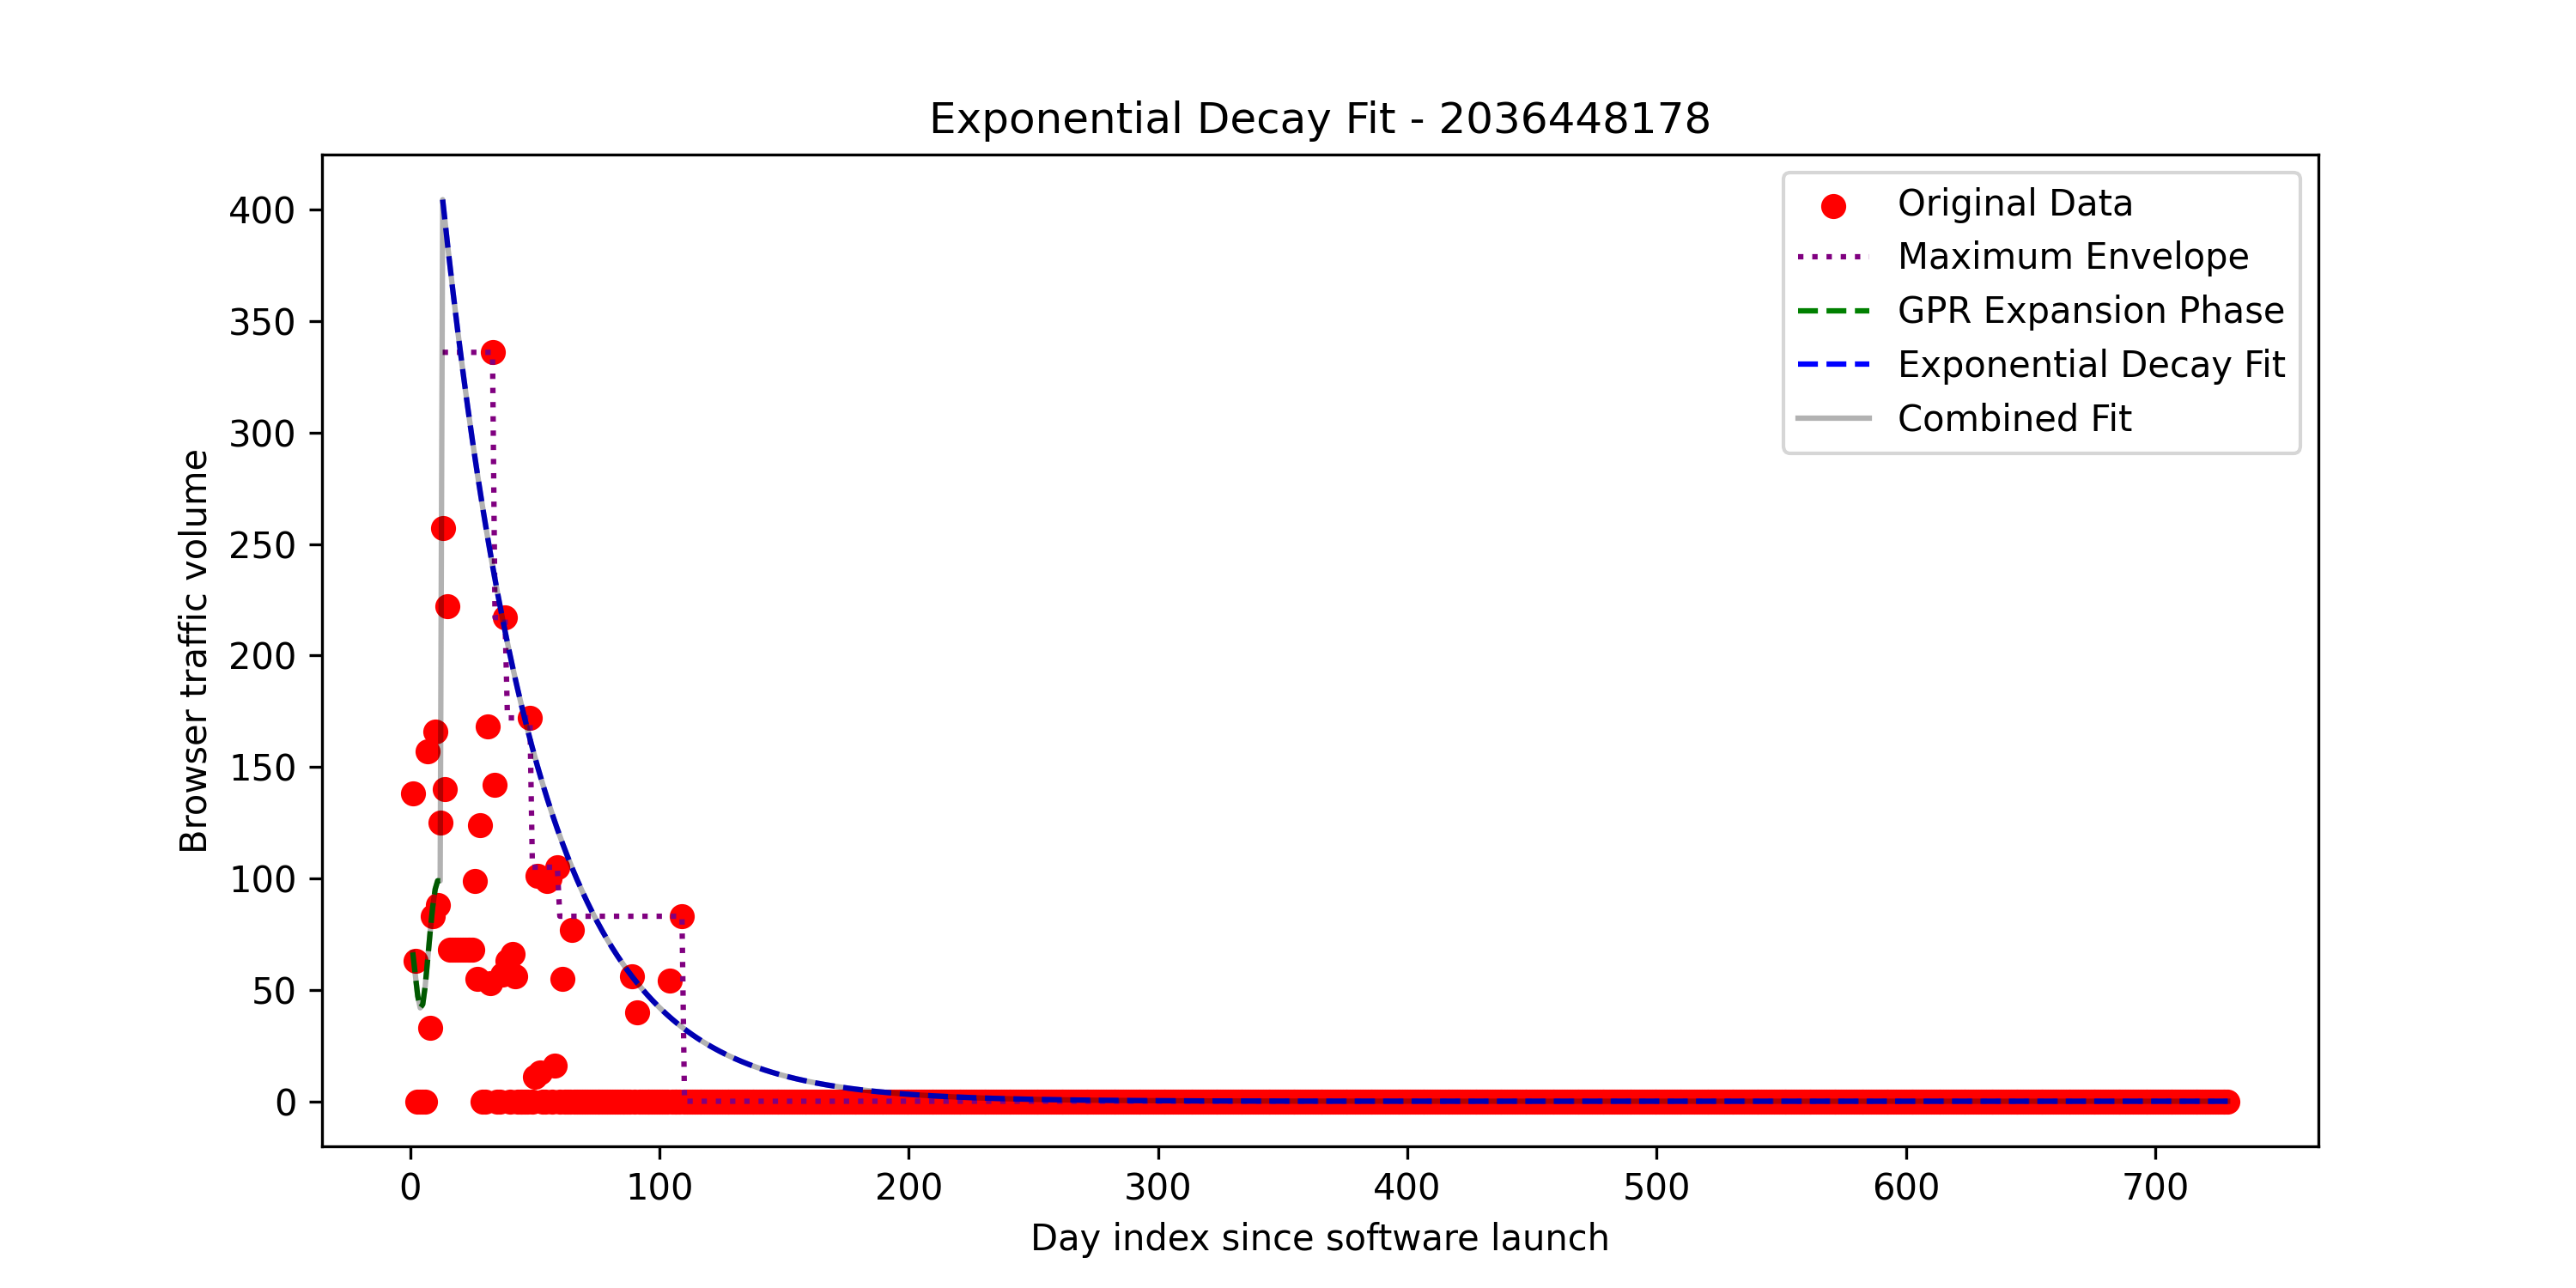 Exponential Decay Fit - 2036448178
Original Data
Maximum Envelope
GPR Expansion Phase
Exponential Decay Fit
Combined Fit
Browser traffic volume
400
350
300
250
200
150
100
50
0
0 100 200 300 400 500 600 700
Day index since software launch